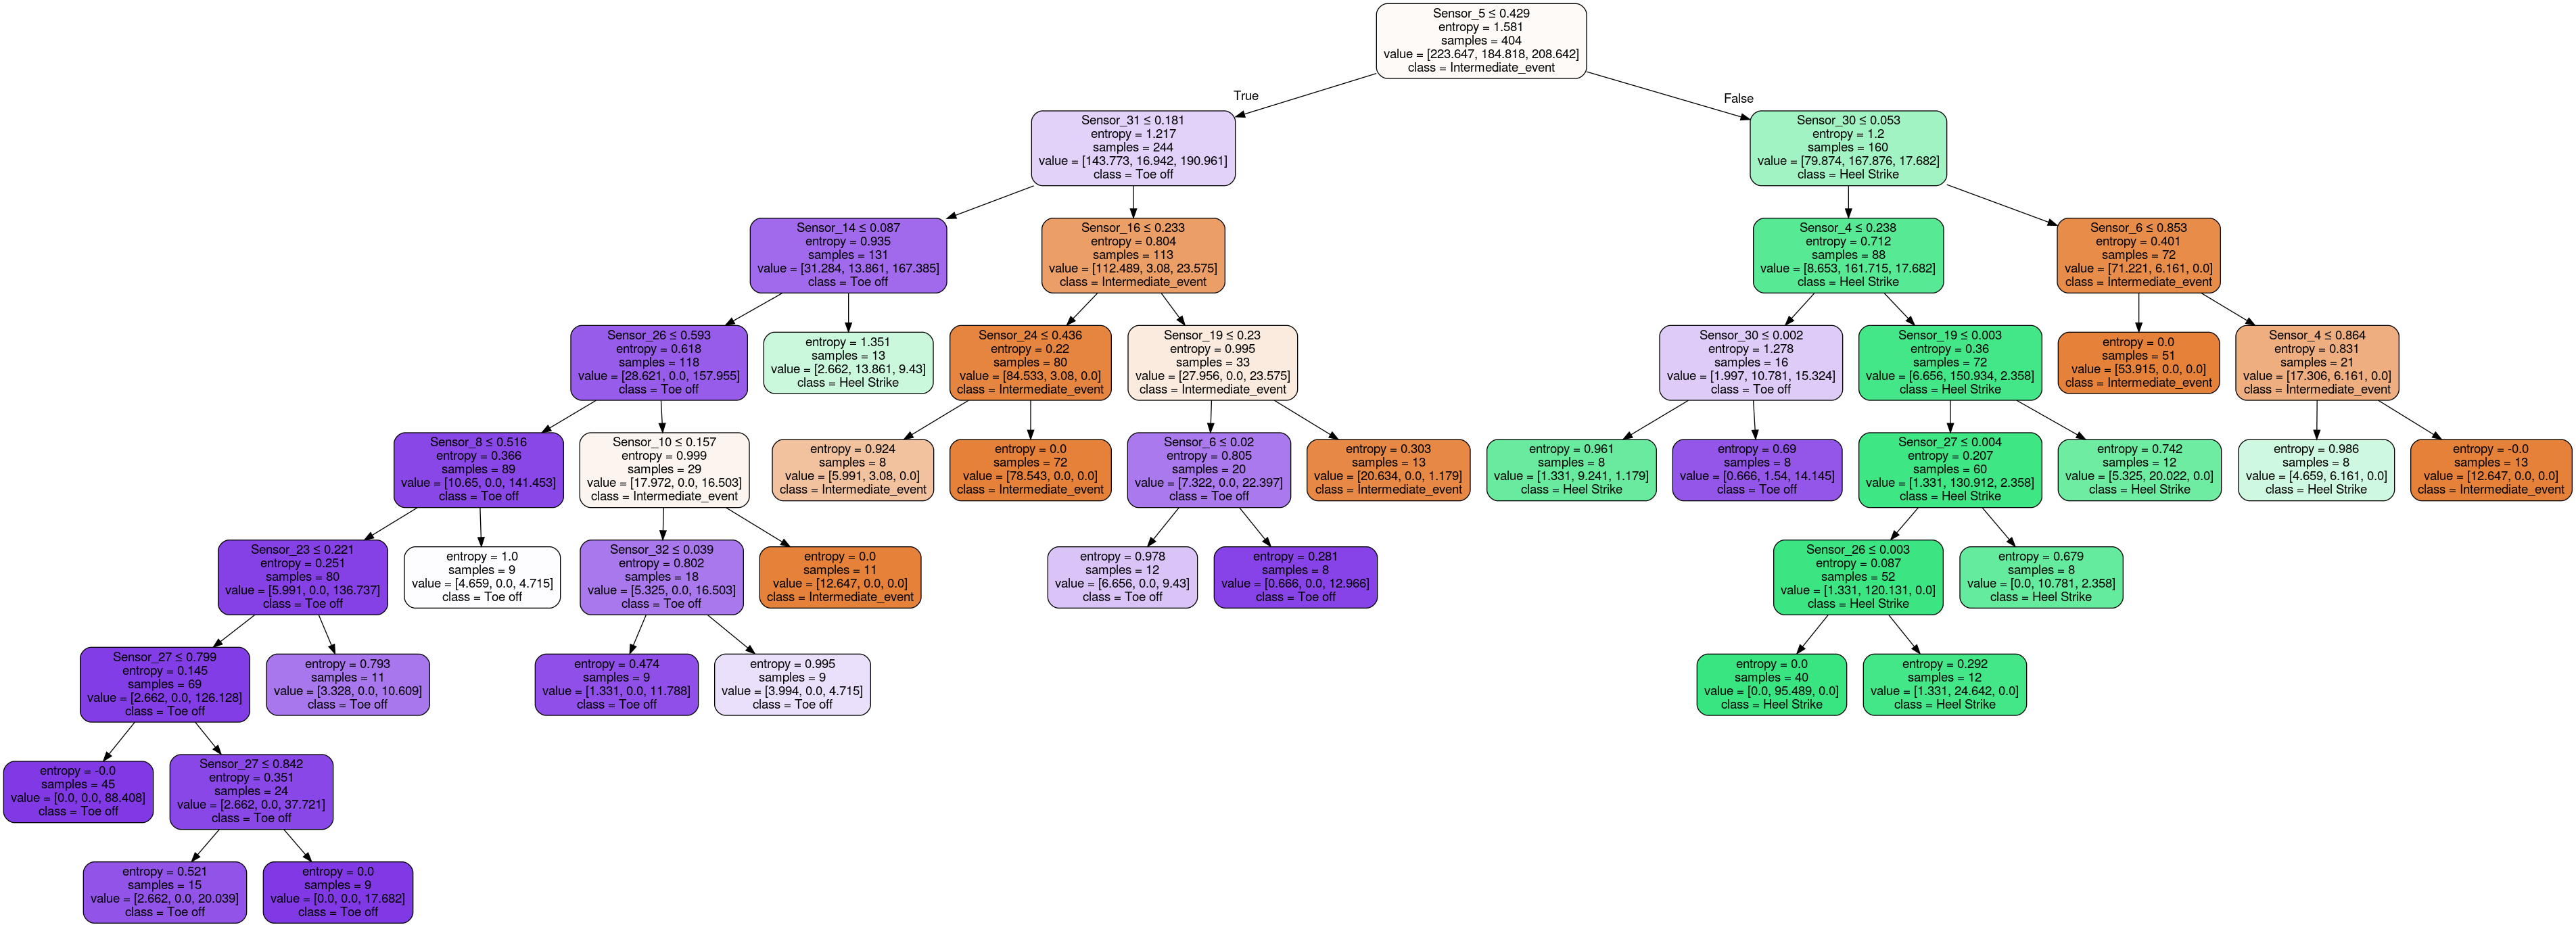 Sensor_5 ≤ 0.429
entropy = 1.581
samples = 404
value = [223.647, 184.818, 208.642]
class = Intermediate_event
True
False
Sensor_31 ≤ 0.181
entropy = 1.217
samples = 244
value = [143.773, 16.942, 190.961]
class = Toe off
Sensor_30 ≤ 0.053
entropy = 1.2
samples = 160
value = [79.874, 167.876, 17.682]
class = Heel Strike
Sensor_14 ≤ 0.087
entropy = 0.935
samples = 131
value = [31.284, 13.861, 167.385]
class = Toe off
Sensor_16 ≤ 0.233
entropy = 0.804
samples = 113
value = [112.489, 3.08, 23.575]
class = Intermediate_event
Sensor_4 ≤ 0.238
entropy = 0.712
samples = 88
value = [8.653, 161.715, 17.682]
class = Heel Strike
Sensor_6 ≤ 0.853
entropy = 0.401
samples = 72
value = [71.221, 6.161, 0.0]
class = Intermediate_event
Sensor_26 ≤ 0.593
entropy = 0.618
samples = 118
value = [28.621, 0.0, 157.955]
class = Toe off
entropy = 1.351
samples = 13
value = [2.662, 13.861, 9.43]
class = Heel Strike
Sensor_24 ≤ 0.436
entropy = 0.22
samples = 80
value = [84.533, 3.08, 0.0]
class = Intermediate_event
Sensor_19 ≤ 0.23
entropy = 0.995
samples = 33
value = [27.956, 0.0, 23.575]
class = Intermediate_event
Sensor_30 ≤ 0.002
entropy = 1.278
samples = 16
value = [1.997, 10.781, 15.324]
class = Toe off
Sensor_19 ≤ 0.003
entropy = 0.36
samples = 72
value = [6.656, 150.934, 2.358]
class = Heel Strike
entropy = 0.0
samples = 51
value = [53.915, 0.0, 0.0]
class = Intermediate_event
Sensor_4 ≤ 0.864
entropy = 0.831
samples = 21
value = [17.306, 6.161, 0.0]
class = Intermediate_event
Sensor_8 ≤ 0.516
entropy = 0.366
samples = 89
value = [10.65, 0.0, 141.453]
class = Toe off
Sensor_10 ≤ 0.157
entropy = 0.999
samples = 29
value = [17.972, 0.0, 16.503]
class = Intermediate_event
entropy = 0.924
samples = 8
value = [5.991, 3.08, 0.0]
class = Intermediate_event
entropy = 0.0
samples = 72
value = [78.543, 0.0, 0.0]
class = Intermediate_event
Sensor_6 ≤ 0.02
entropy = 0.805
samples = 20
value = [7.322, 0.0, 22.397]
class = Toe off
entropy = 0.303
samples = 13
value = [20.634, 0.0, 1.179]
class = Intermediate_event
entropy = 0.961
samples = 8
value = [1.331, 9.241, 1.179]
class = Heel Strike
entropy = 0.69
samples = 8
value = [0.666, 1.54, 14.145]
class = Toe off
Sensor_27 ≤ 0.004
entropy = 0.207
samples = 60
value = [1.331, 130.912, 2.358]
class = Heel Strike
entropy = 0.742
samples = 12
value = [5.325, 20.022, 0.0]
class = Heel Strike
entropy = 0.986
samples = 8
value = [4.659, 6.161, 0.0]
class = Heel Strike
entropy = -0.0
samples = 13
value = [12.647, 0.0, 0.0]
class = Intermediate_event
Sensor_23 ≤ 0.221
entropy = 0.251
samples = 80
value = [5.991, 0.0, 136.737]
class = Toe off
entropy = 1.0
samples = 9
value = [4.659, 0.0, 4.715]
class = Toe off
Sensor_32 ≤ 0.039
entropy = 0.802
samples = 18
value = [5.325, 0.0, 16.503]
class = Toe off
entropy = 0.0
samples = 11
value = [12.647, 0.0, 0.0]
class = Intermediate_event
entropy = 0.978
samples = 12
value = [6.656, 0.0, 9.43]
class = Toe off
entropy = 0.281
samples = 8
value = [0.666, 0.0, 12.966]
class = Toe off
Sensor_26 ≤ 0.003
entropy = 0.087
samples = 52
value = [1.331, 120.131, 0.0]
class = Heel Strike
entropy = 0.679
samples = 8
value = [0.0, 10.781, 2.358]
class = Heel Strike
Sensor_27 ≤ 0.799
entropy = 0.145
samples = 69
value = [2.662, 0.0, 126.128]
class = Toe off
entropy = 0.793
samples = 11
value = [3.328, 0.0, 10.609]
class = Toe off
entropy = 0.474
samples = 9
value = [1.331, 0.0, 11.788]
class = Toe off
entropy = 0.995
samples = 9
value = [3.994, 0.0, 4.715]
class = Toe off
entropy = 0.0
samples = 40
value = [0.0, 95.489, 0.0]
class = Heel Strike
entropy = 0.292
samples = 12
value = [1.331, 24.642, 0.0]
class = Heel Strike
entropy = -0.0
samples = 45
value = [0.0, 0.0, 88.408]
class = Toe off
Sensor_27 ≤ 0.842
entropy = 0.351
samples = 24
value = [2.662, 0.0, 37.721]
class = Toe off
entropy = 0.521
samples = 15
value = [2.662, 0.0, 20.039]
class = Toe off
entropy = 0.0
samples = 9
value = [0.0, 0.0, 17.682]
class = Toe off